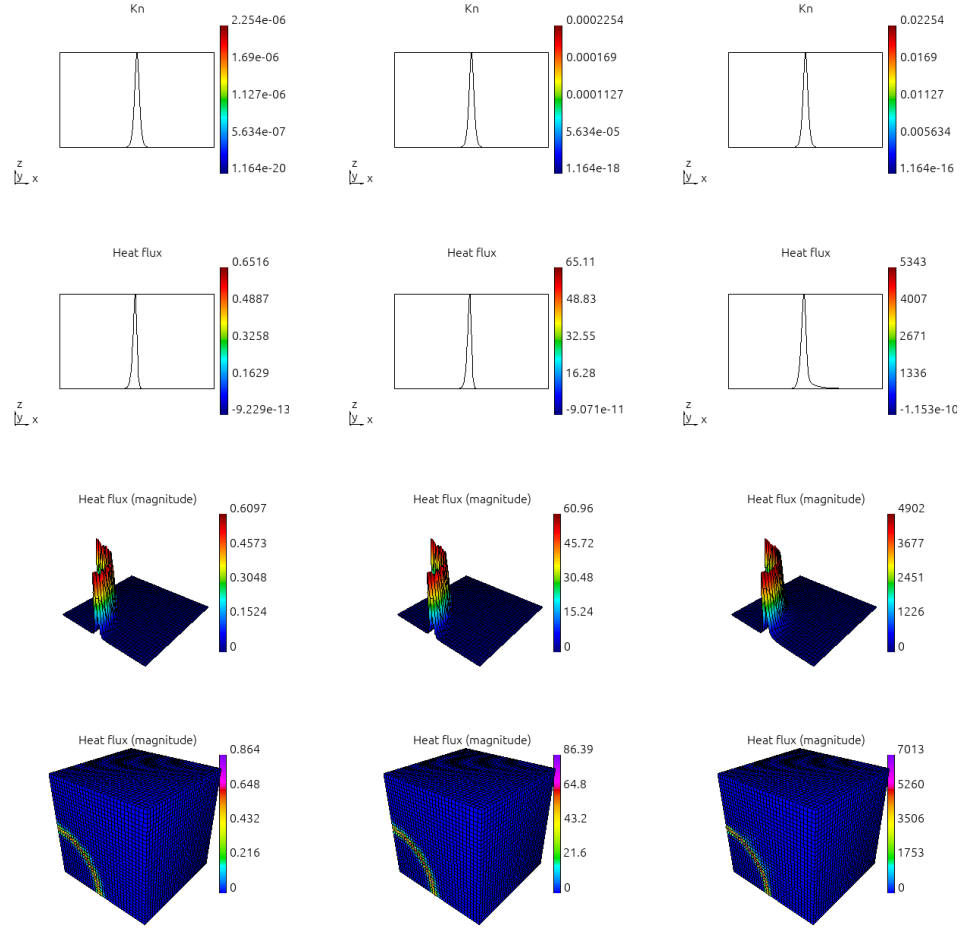 Kn
2.254e-06
1.69e-06
1.127e-06
5.634e-07
1.164e-20
z
y x
Kn
0.0002254
0.000169
0.0001127
5.634e-05
1.164e-18
z
y x
Kn
0.02254
0.0169
0.01127
0.005634
1.164e-16
z
y x
Heat flux
0.6516
0.4887
0.3258
0.1629
-9.229e-13
z
y x
Heat flux
65.11
48.83
32.55
16.28
-9.071e-11
z
y x
Heat flux
5343
4007
2671
1336
-1.153e-10
z
y x
Heat flux (magnitude)
0.6097
0.4573
0.3048
0.1524
0
Heat flux (magnitude)
60.96
45.72
30.48
15.24
0
Heat flux (magnitude)
4902
3677
2451
1226
0
Heat flux (magnitude)
0.864
0.648
0.432
0.216
0
Heat flux (magnitude)
86.39
64.8
43.2
21.6
0
Heat flux (magnitude)
7013
5260
3506
1753
0